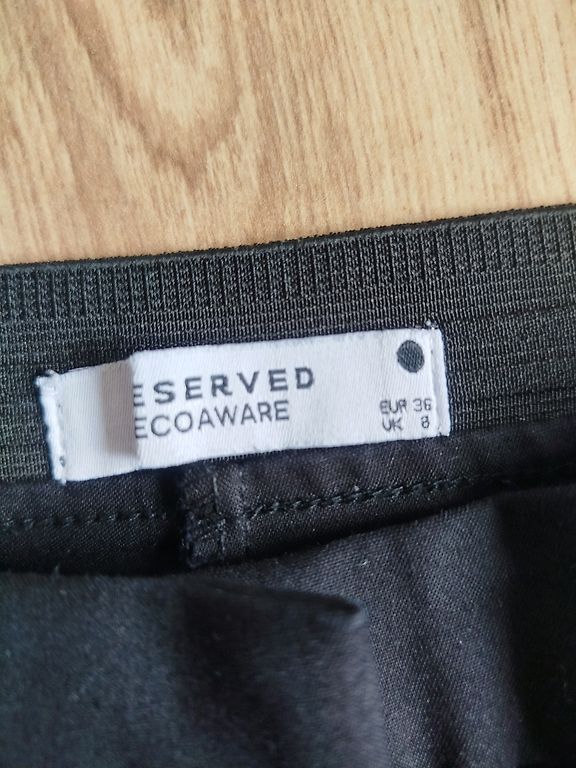 ESERVED
ECOAWARE
EUR 36
UK 8